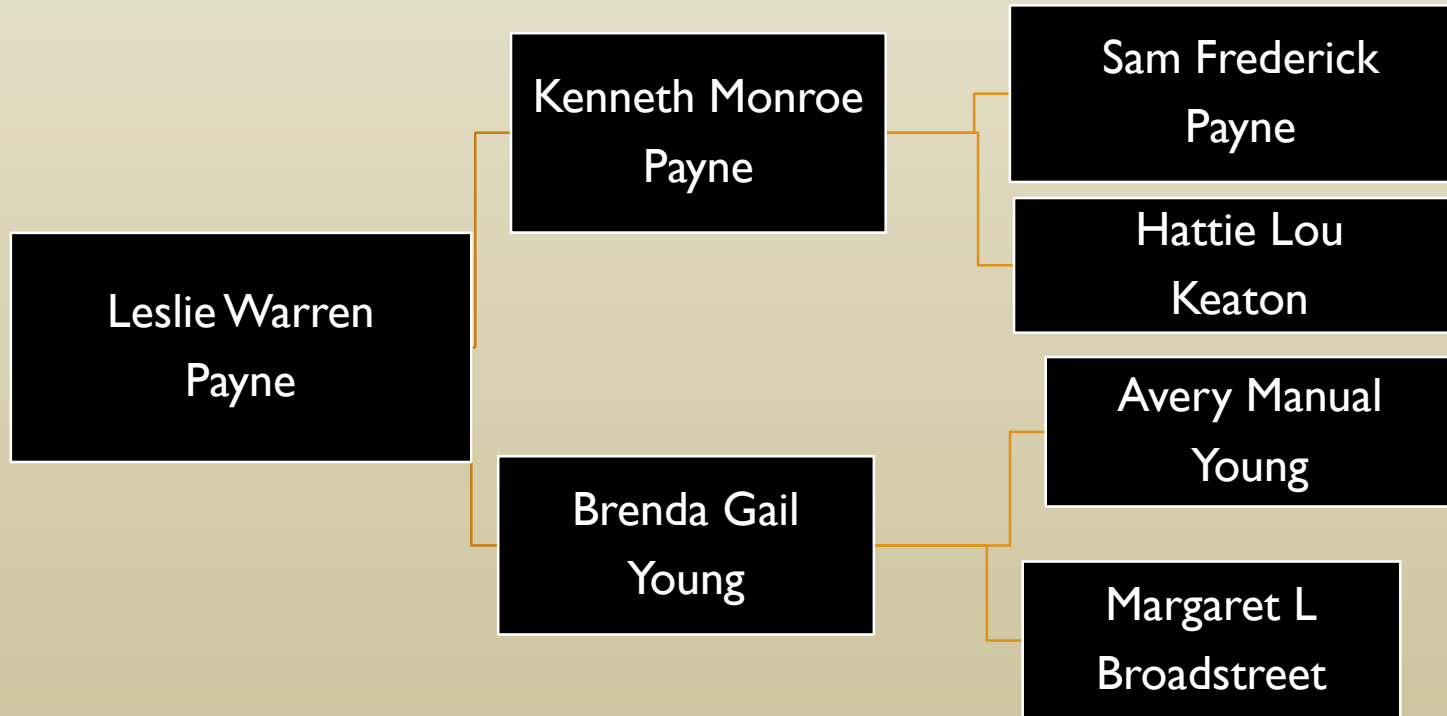 Leslie Warren
Payne
Kenneth Monroe
Payne
Sam Frederick
Payne
Hattie Lou
Keaton
Brenda Gail
Young
Avery Manual
Young
Margaret L
Broadstreet